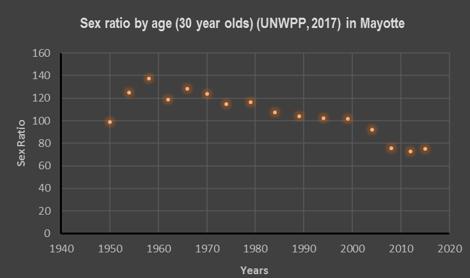 Sex ratio by age (30 year olds) (UNWPP, 2017) in Mayotte
160
140
120
100
80
60
40
20
0
Sex Ratio
1940 1950 1960 1970 1980 1990 2000 2010 2020
Years